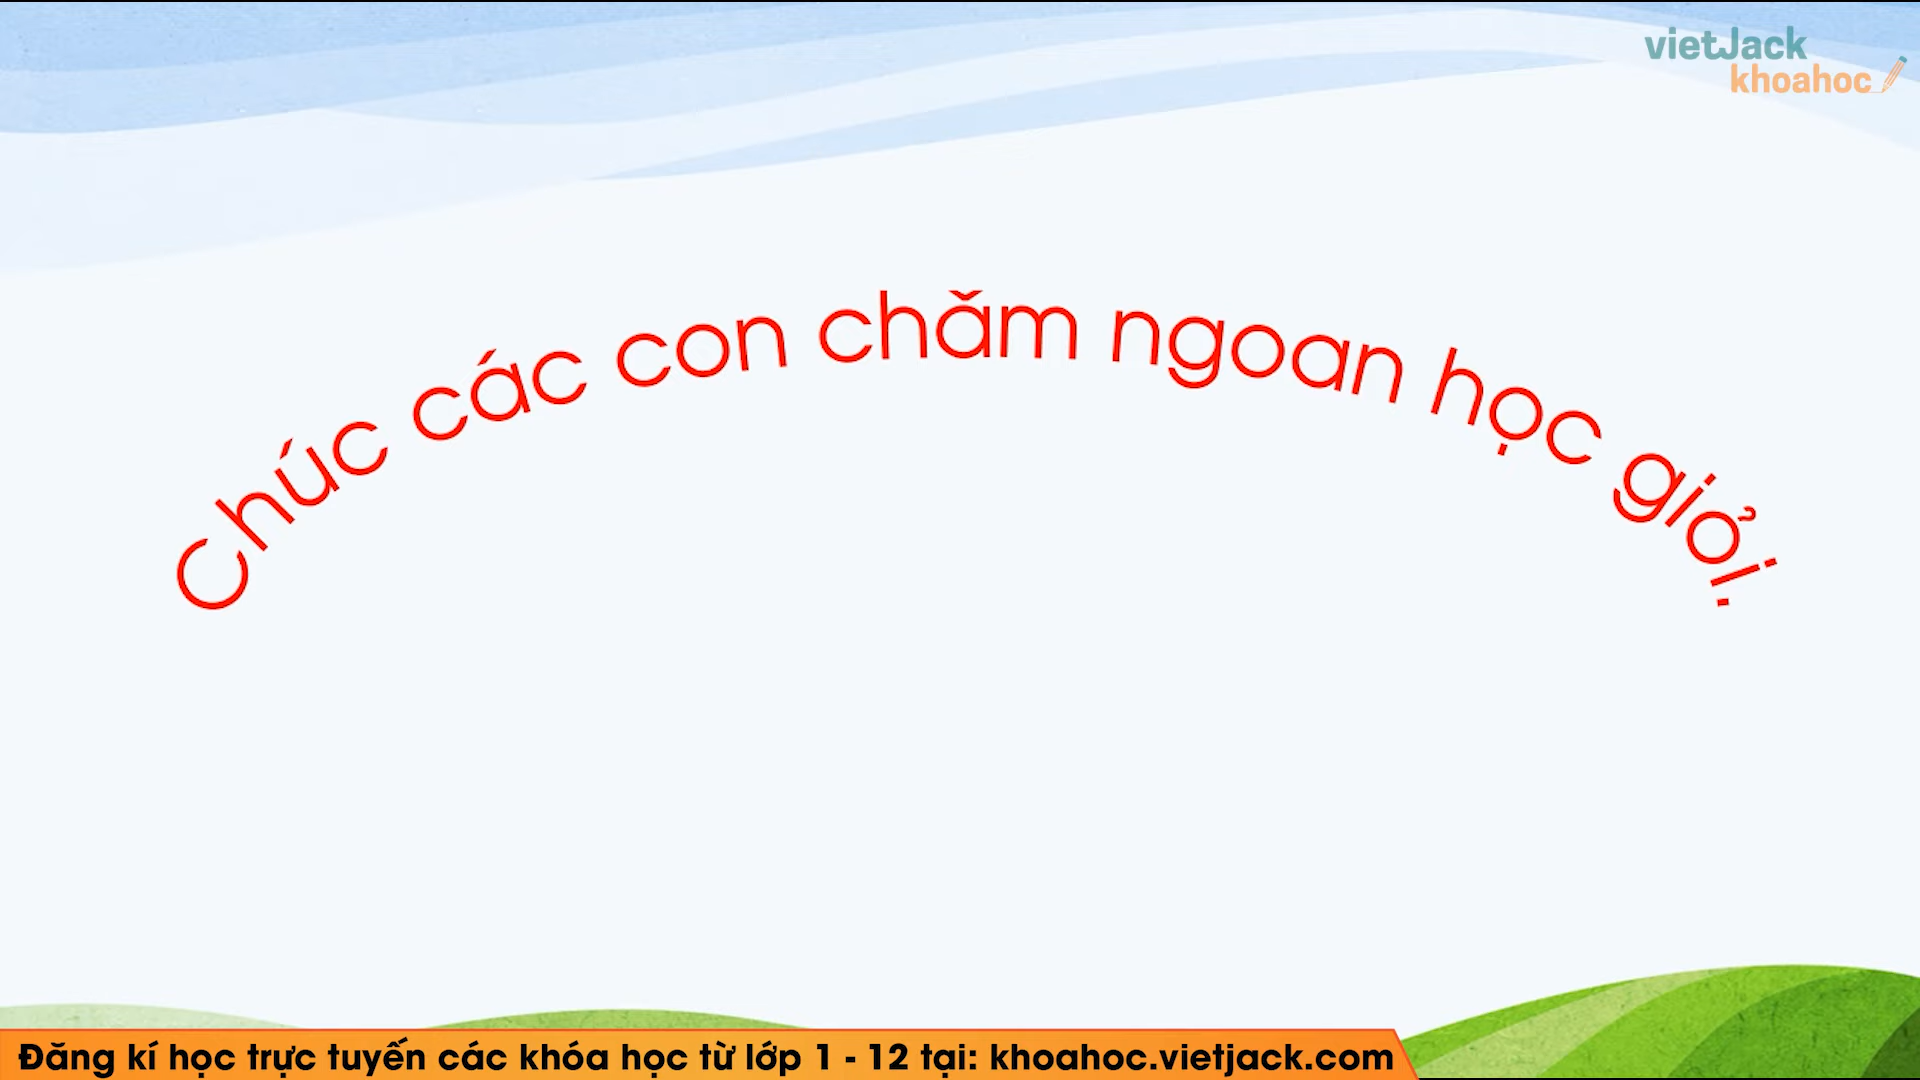 vietJack
khoahoc
Chúc các con chăm ngoan học giỏi.
Đăng kí học trực tuyến các khóa học từ lớp 1 - 12 tại: khoahoc.vietjack.com